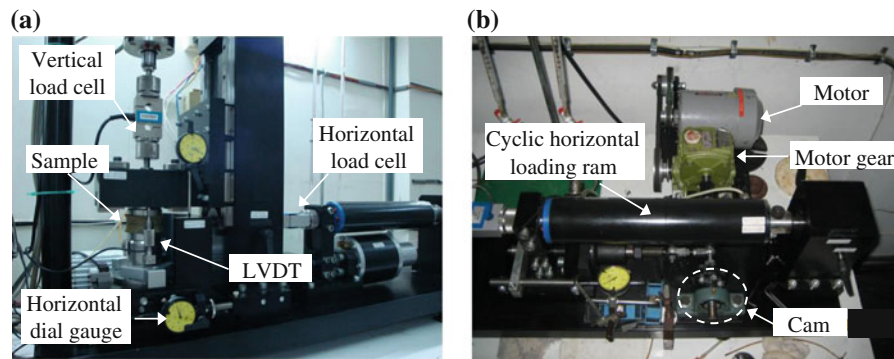 (a)
Vertical
load cell
Sample
Horizontal
load cell
LVDT
Horizontal
dial gauge
(b)
Motor
Cyclic horizontal
loading ram
Motor gear
Cam